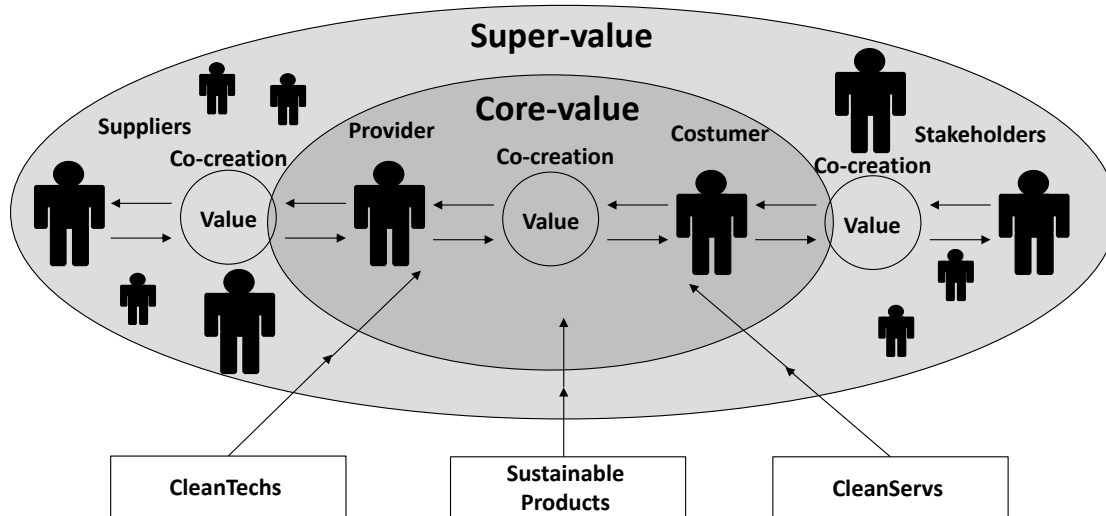 Super-value
Core-value
Suppliers
Provider
Costumer
Stakeholders
Co-creation
Co-creation
Co-creation
Value
Value
Value
CleanTechs
Sustainable
Products
CleanServs